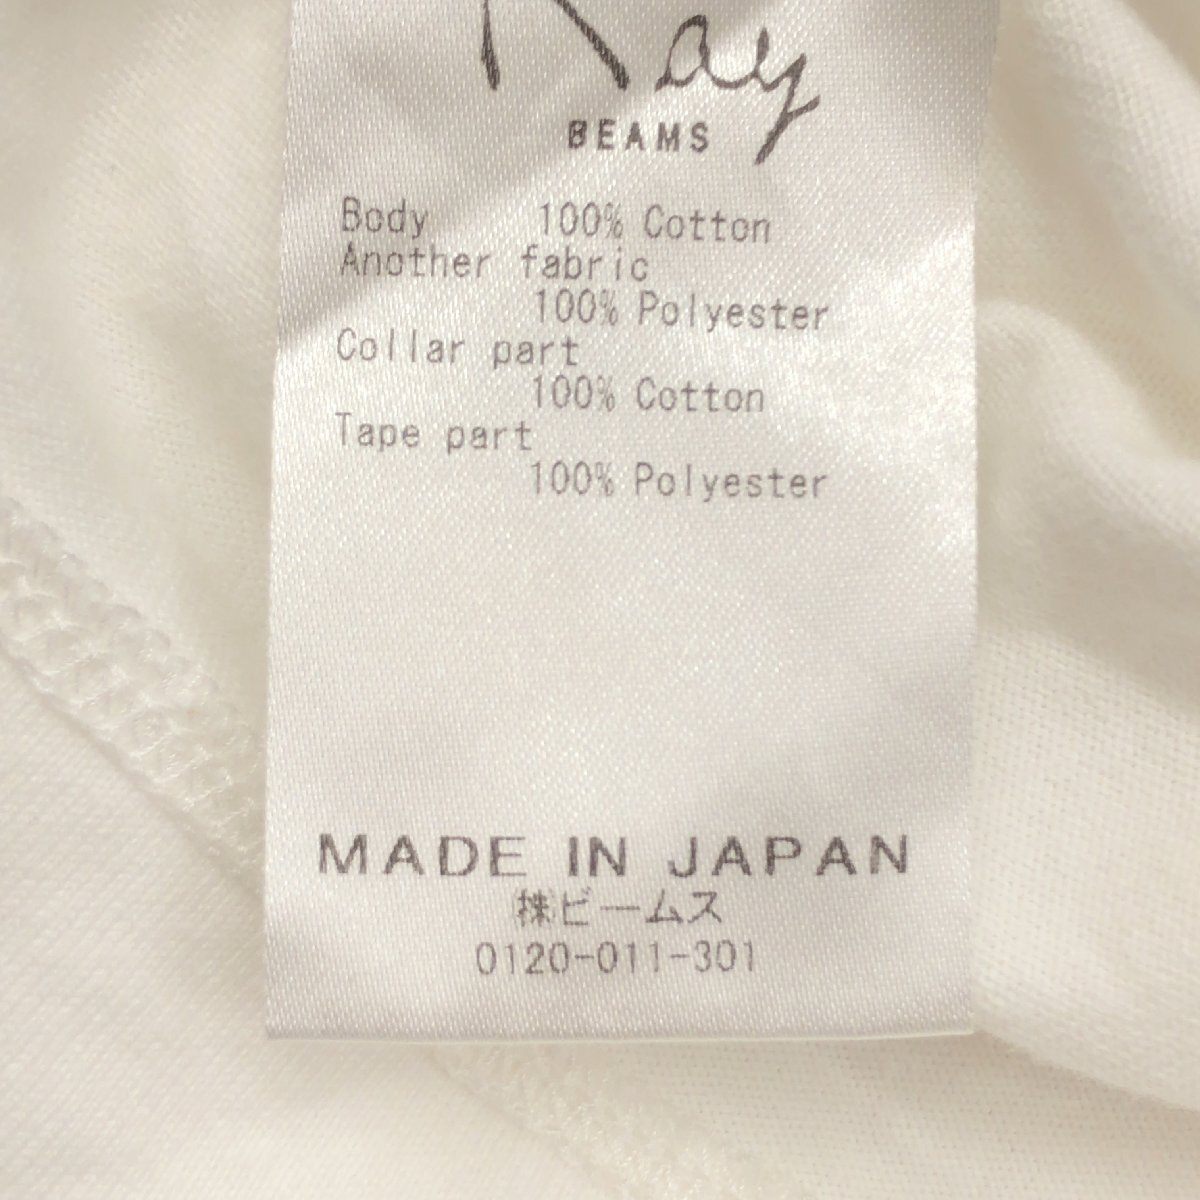 Ray
BEAMS
Body 100% Cotton
Another fabric
100% Polyester
Collar part
100% Cotton
Tape part
100% Polyester
MADE IN JAPAN
㈱ビームス
0120-011-301